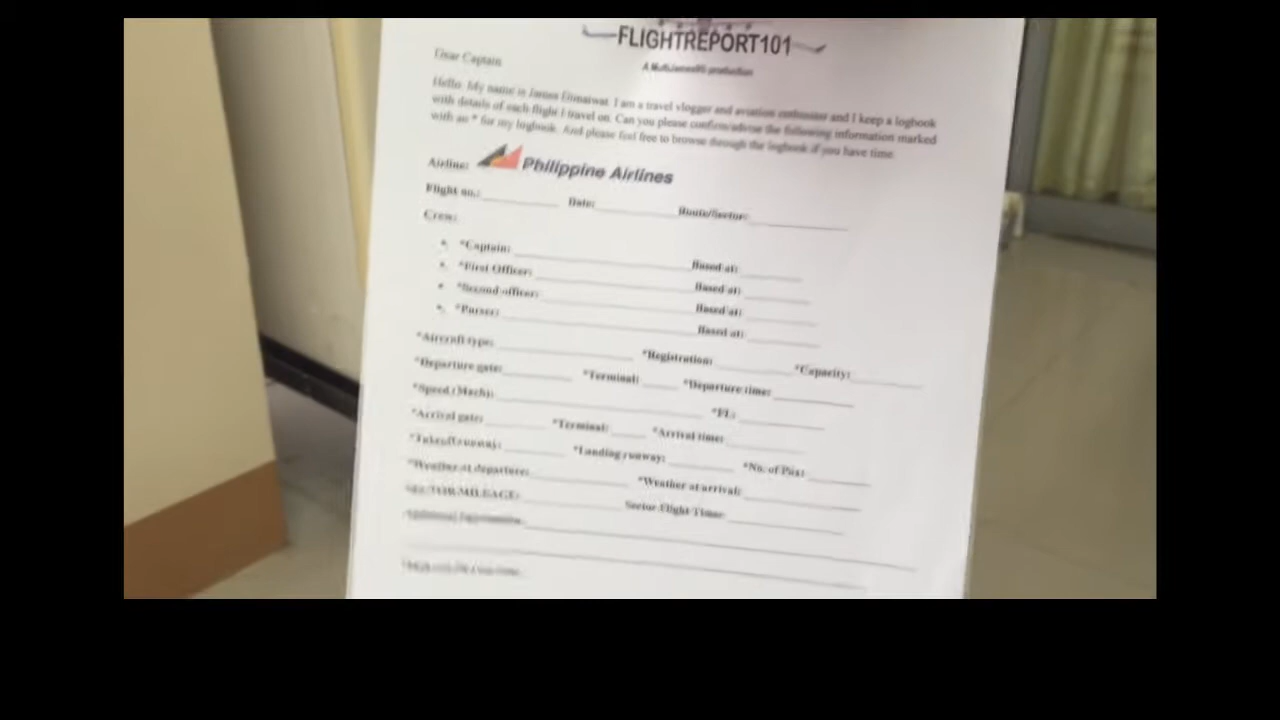 FLIGHTREPORT101
A production
Dear Captain
Hello. My name is James I am a travel vlogger and aviation enthusiast and I keep a logbook
with details of each flight I travel on. Can you please confirm/advise the following information marked
with an * for my logbook. And please feel free to browse through the logbook if you have time.
Airline: Philippine Airlines
Flight no.: Date: Route/Sector:
Crew:
*Captain: Based at:
*First Officer: Based at:
*Second officer: Based at:
*Purser: Based at:
*Aircraft type: *Registration: *Capacity:
*Departure gate: *Terminal: *Departure time:
*Speed (Mach): *FL:
*Arrival gate: *Terminal: *Arrival time:
*Takeoff runway: *Landing runway: *No. of Pax:
*Weather at departure: *Weather at arrival:
SECTOR MILEAGE: Sector Flight Time: